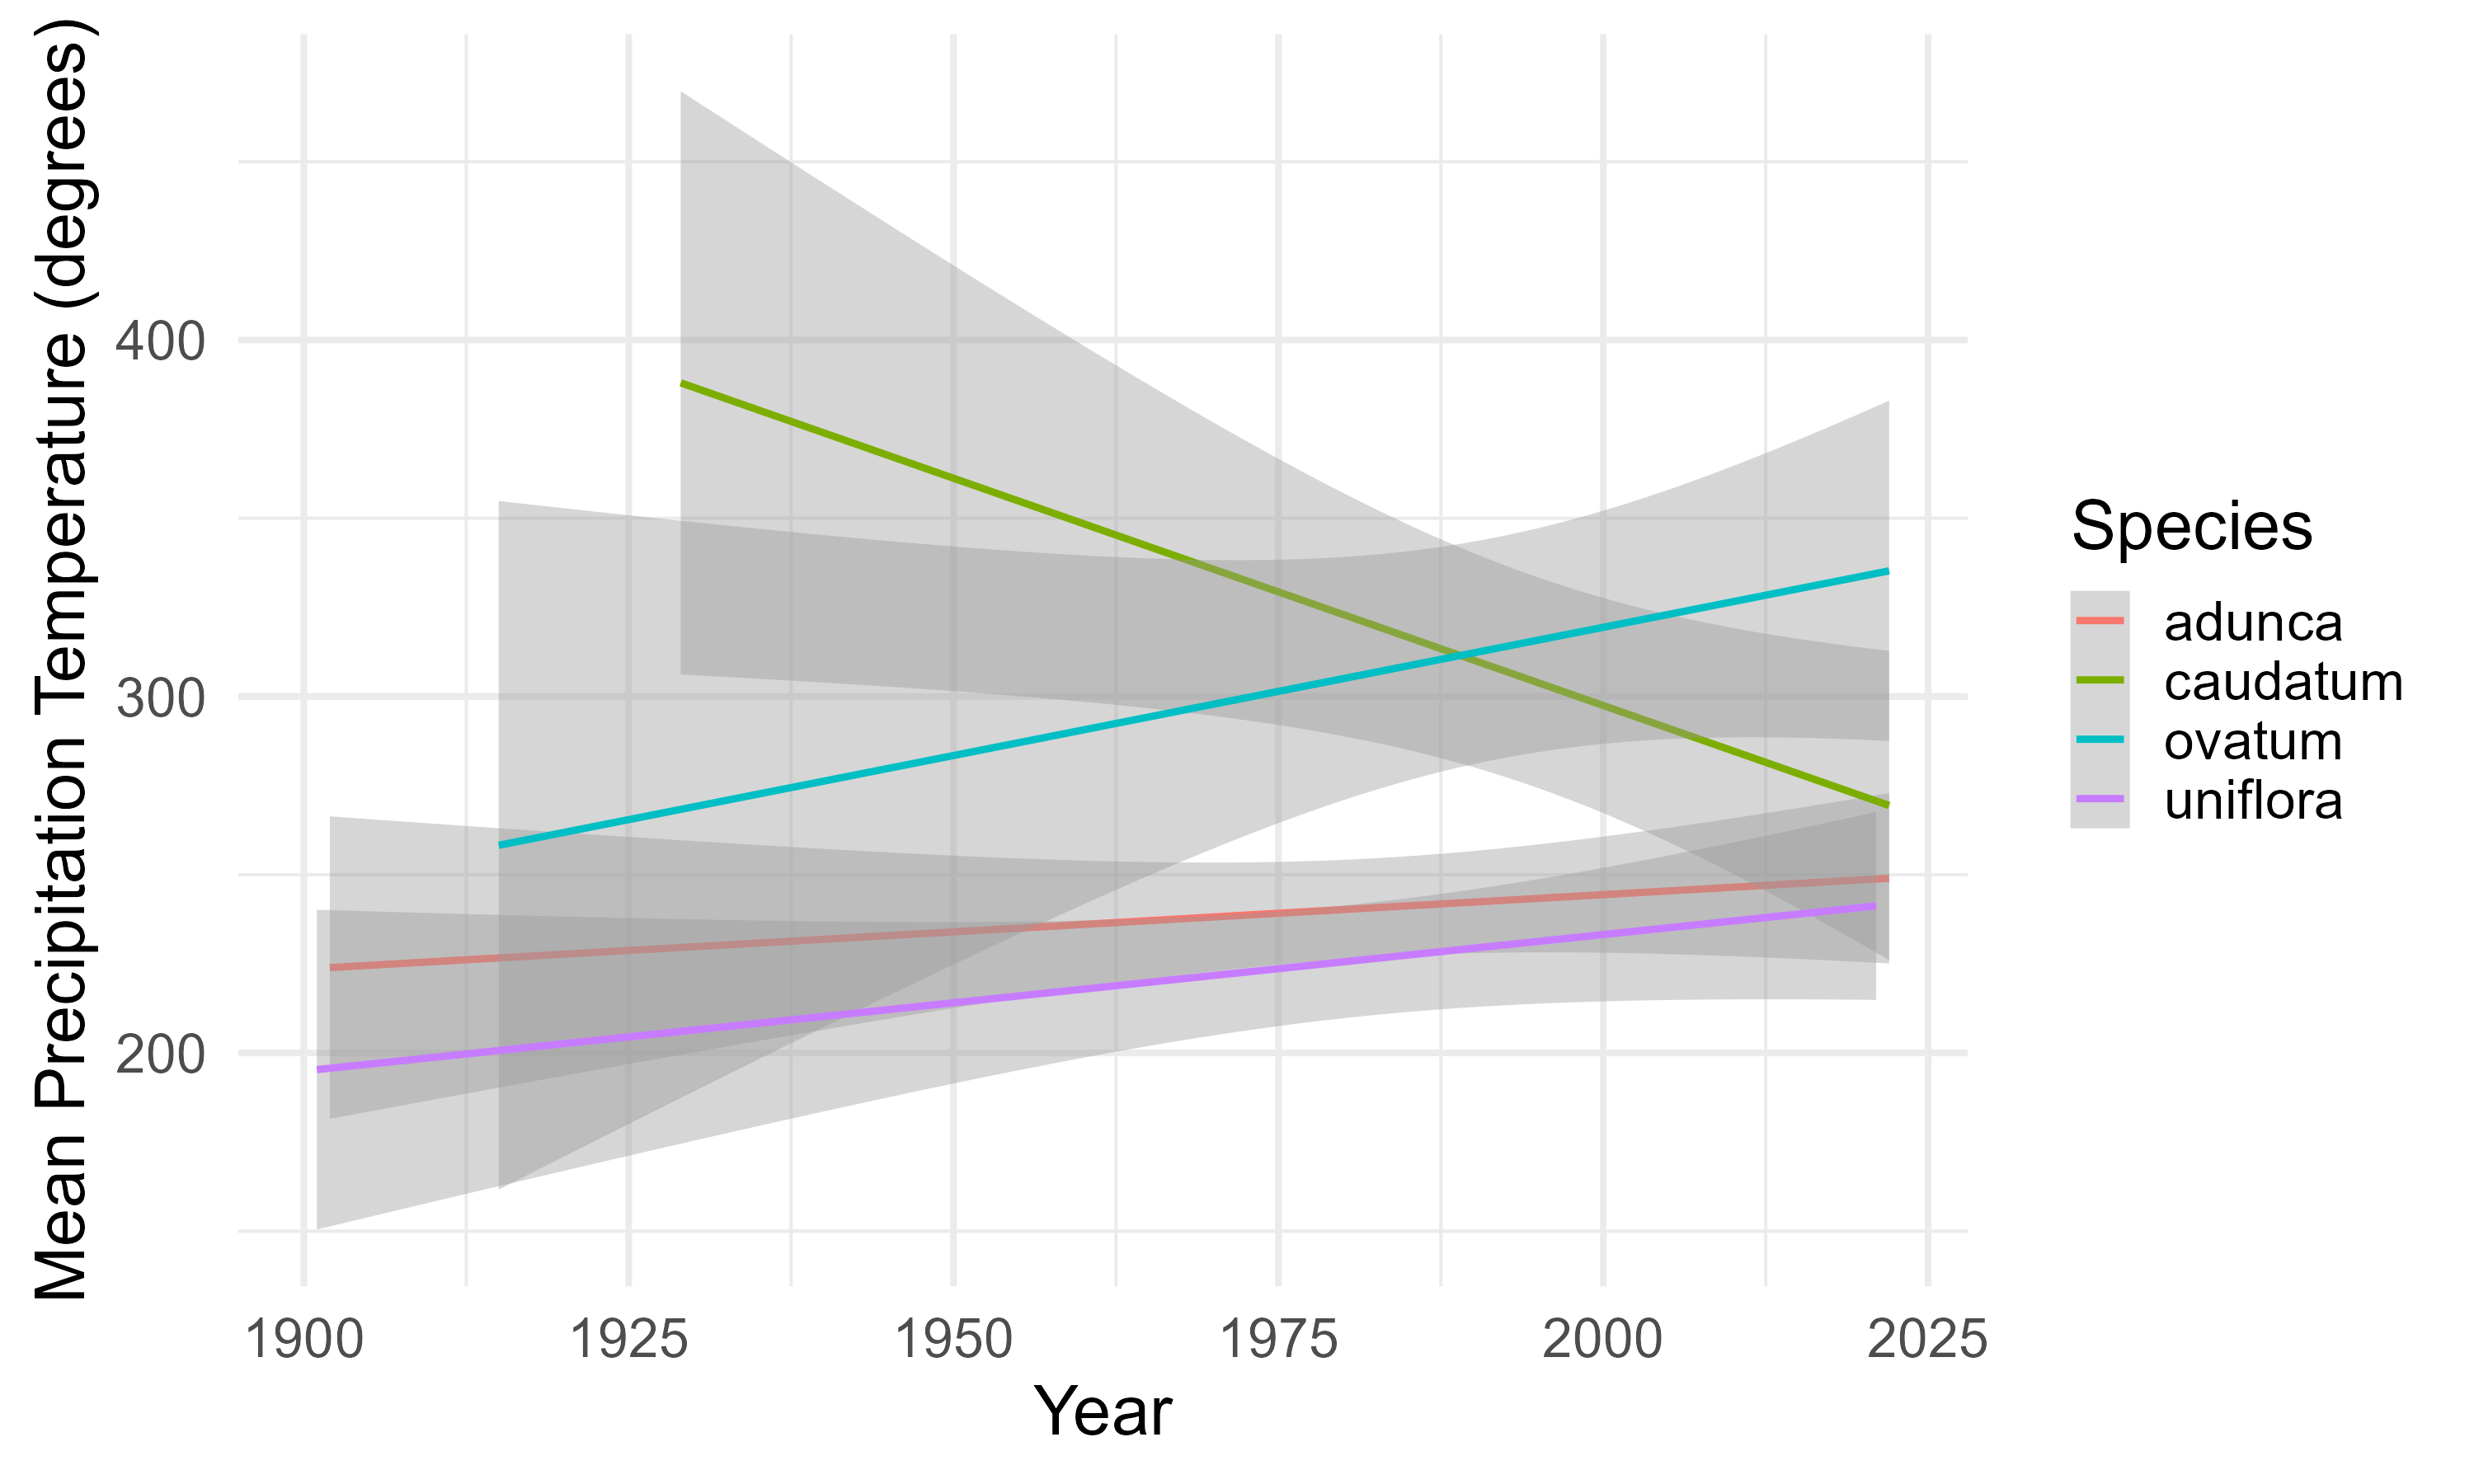 Mean Precipitation Temperature (degrees)
400
300
200
1900 1925 1950 1975 2000 2025
Year
Species
adunca
caudatum
ovatum
uniflora